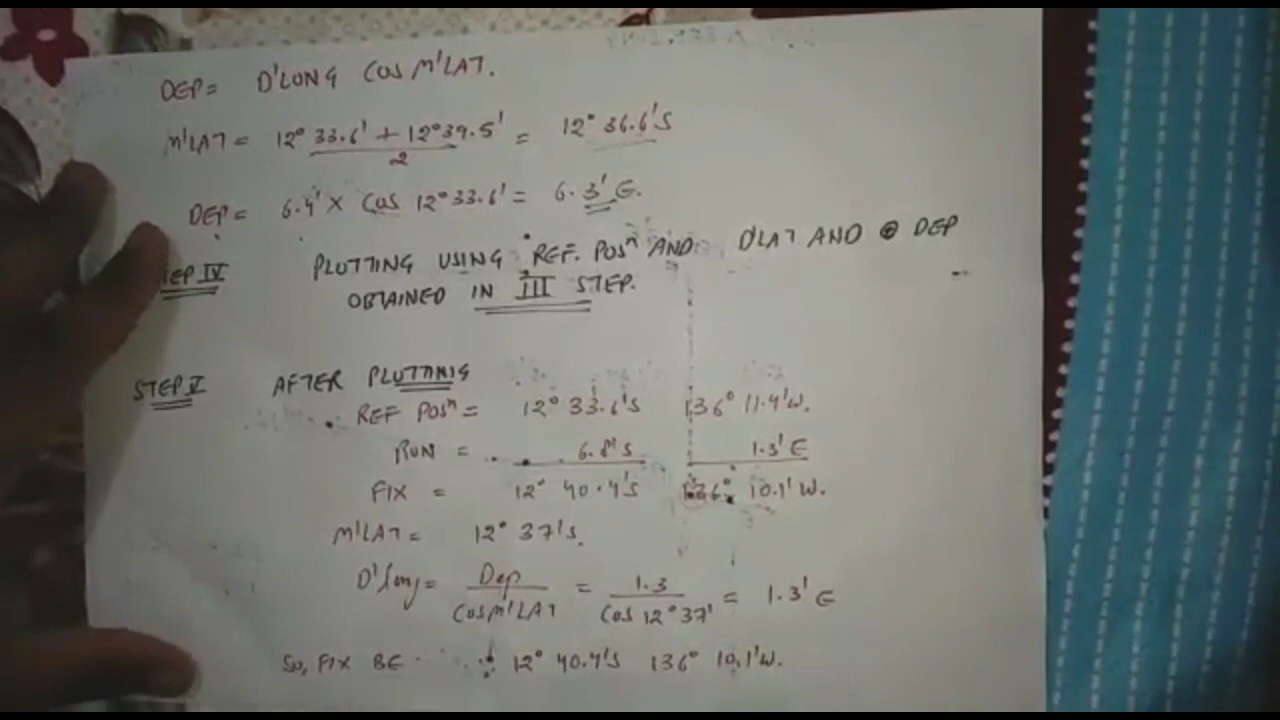 DEP = D'LONG COS M'LAT.
M'LAT = 12° 33.6' + 12° 39.5' / 2 = 12° 36.6' S
DEP = 6.4' X COS 12° 33.6' = 6.3' E.
EP IV PLOTTING USING REF. POSⁿ AND D'LAT AND DEP
OBTAINED IN III STEP.
STEP V AFTER PLOTTING
REF POSⁿ = 12° 33.6' S 136° 11.4' W.
RUN = 6.8' S 1.3' E
FIX = 12° 40.4' S 136° 10.1' W.
M'LAT = 12° 37' S.
D'long = Dep / COS M'LAT = 1.3 / COS 12° 37' = 1.3' E
SO, FIX BE 12° 40.4' S 136° 10.1' W.